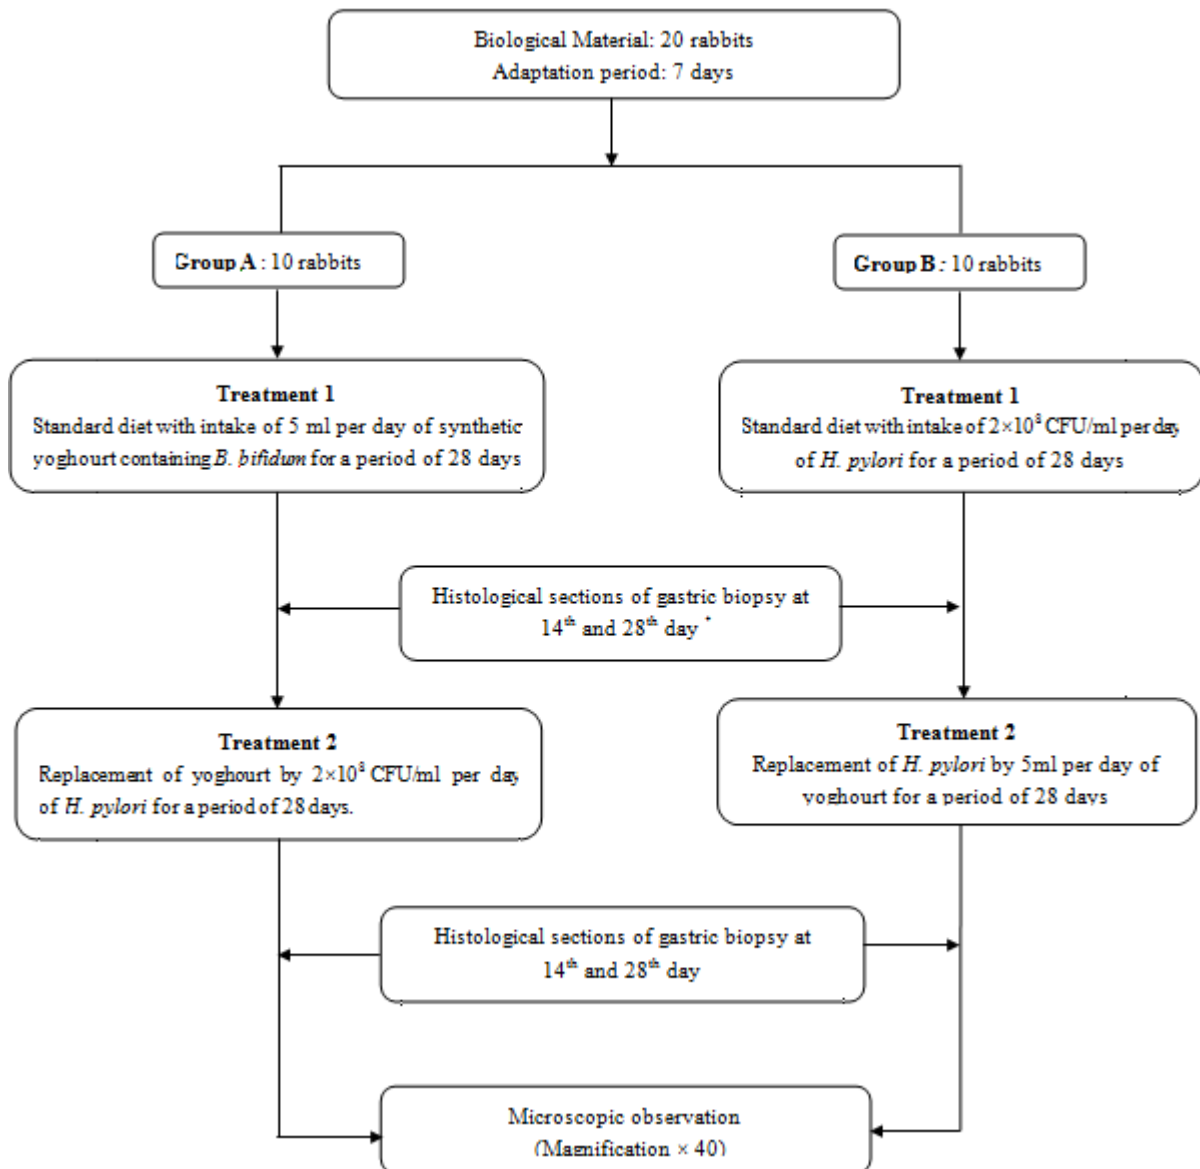 Biological Material: 20 rabbits
Adaptation period: 7 days
Group A : 10 rabbits
Group B : 10 rabbits
Treatment 1
Standard diet with intake of 5 ml per day of synthetic
yoghourt containing B. bifidum for a period of 28 days
Treatment 1
Standard diet with intake of 2×10⁸ CFU/ml per day
of H. pylori for a period of 28 days
Histological sections of gastric biopsy at
14th and 28th day *
Treatment 2
Replacement of yoghourt by 2×10⁸ CFU/ml per day
of H. pylori for a period of 28 days.
Treatment 2
Replacement of H. pylori by 5ml per day of
yoghourt for a period of 28 days
Histological sections of gastric biopsy at
14th and 28th day
Microscopic observation
(Magnification × 40)